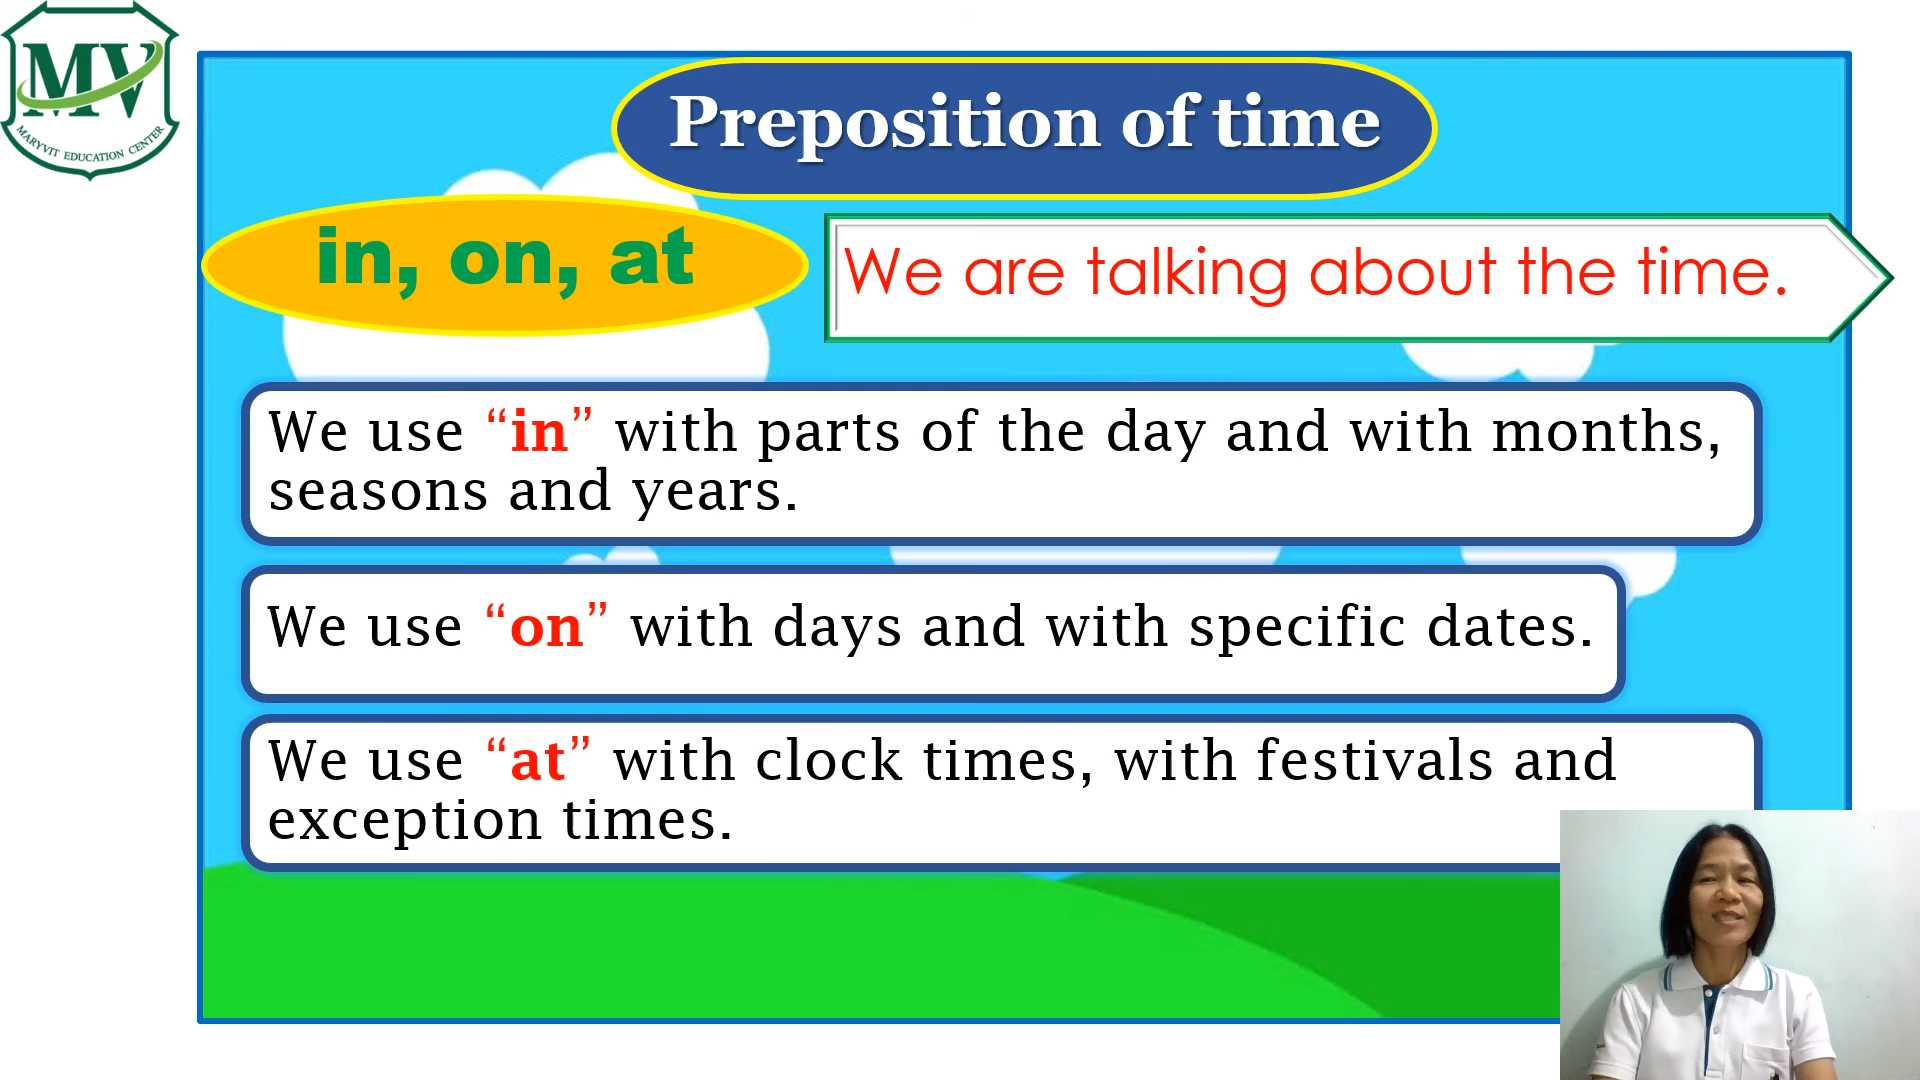 MV
MARYVIT EDUCATION CENTER
Preposition of time
in, on, at
We are talking about the time.
We use “in” with parts of the day and with months,
seasons and years.
We use “on” with days and with specific dates.
We use “at” with clock times, with festivals and
exception times.